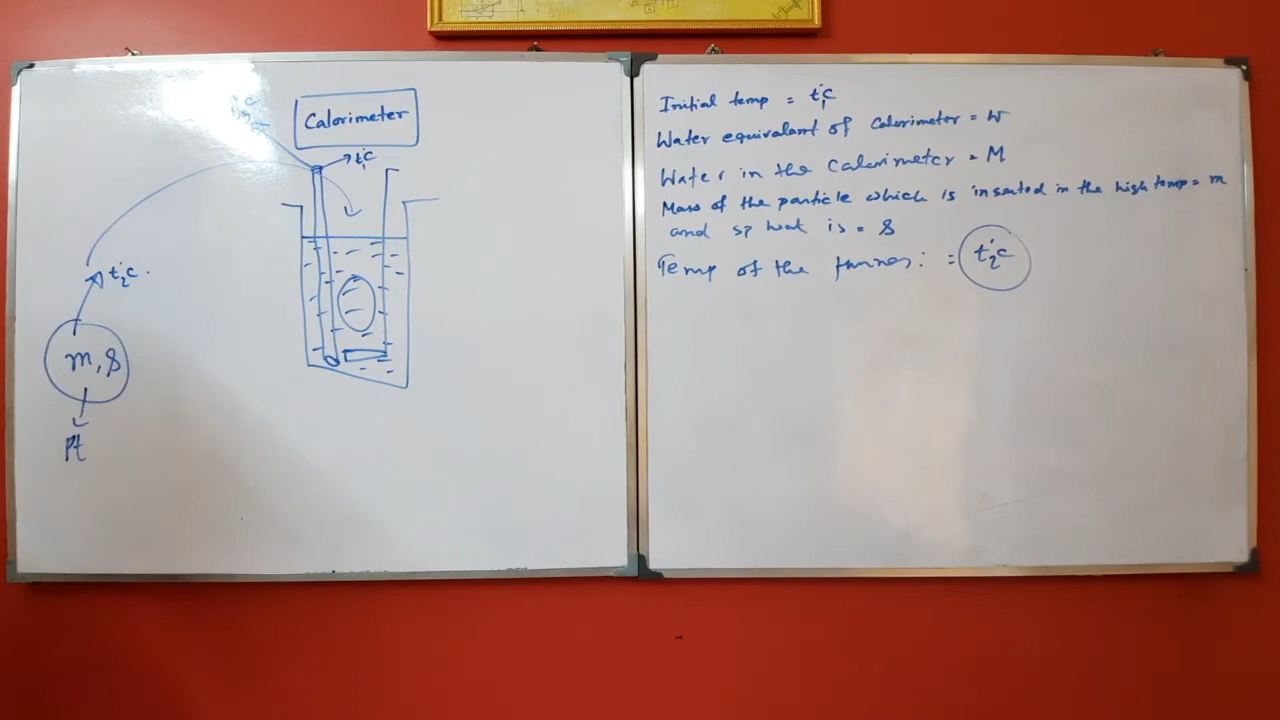 Calorimeter
t₁°c
t₂°c.
m, s
Pt
Initial temp = t₁°c
Water equivalent of calorimeter = W
Water in the calorimeter = M
Mass of the particle which is inserted in the high temp = m
and sp heat is = s
Temp of the : = t₂°c